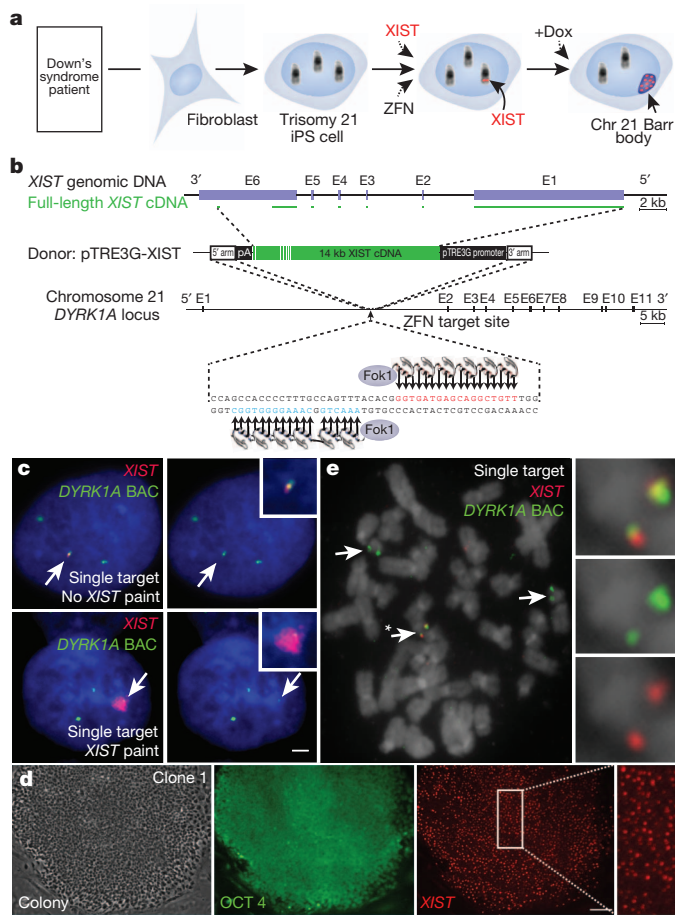 a
Down's
syndrome
patient
Fibroblast
Trisomy 21
iPS cell
XIST
ZFN
XIST
+Dox
Chr 21 Barr
body
b
3′ E6 E5 E4 E3 E2 E1 5′
XIST genomic DNA
Full-length XIST cDNA
2 kb
Donor: pTRE3G-XIST
5′ arm pA 14 kb XIST cDNA pTRE3G promoter 3′ arm
Chromosome 21
DYRK1A locus
5′ E1 E2 E3 E4 E5 E6 E7 E8 E9 E10 E11 3′
ZFN target site
5 kb
Fok1
CCAGCCACCCCTTTGCCAGTTTACACGGGTGATGAGCAGGCTGTTTGG
GGTCGGTGGGGAAACGGTCAAATGTGCCCACTACTCGTCCGACAAACC
Fok1
c
XIST
DYRK1A BAC
Single target
No XIST paint
XIST
DYRK1A BAC
Single target
XIST paint
e
Single target
XIST
DYRK1A BAC
*
d
Clone 1
Colony
OCT 4
XIST